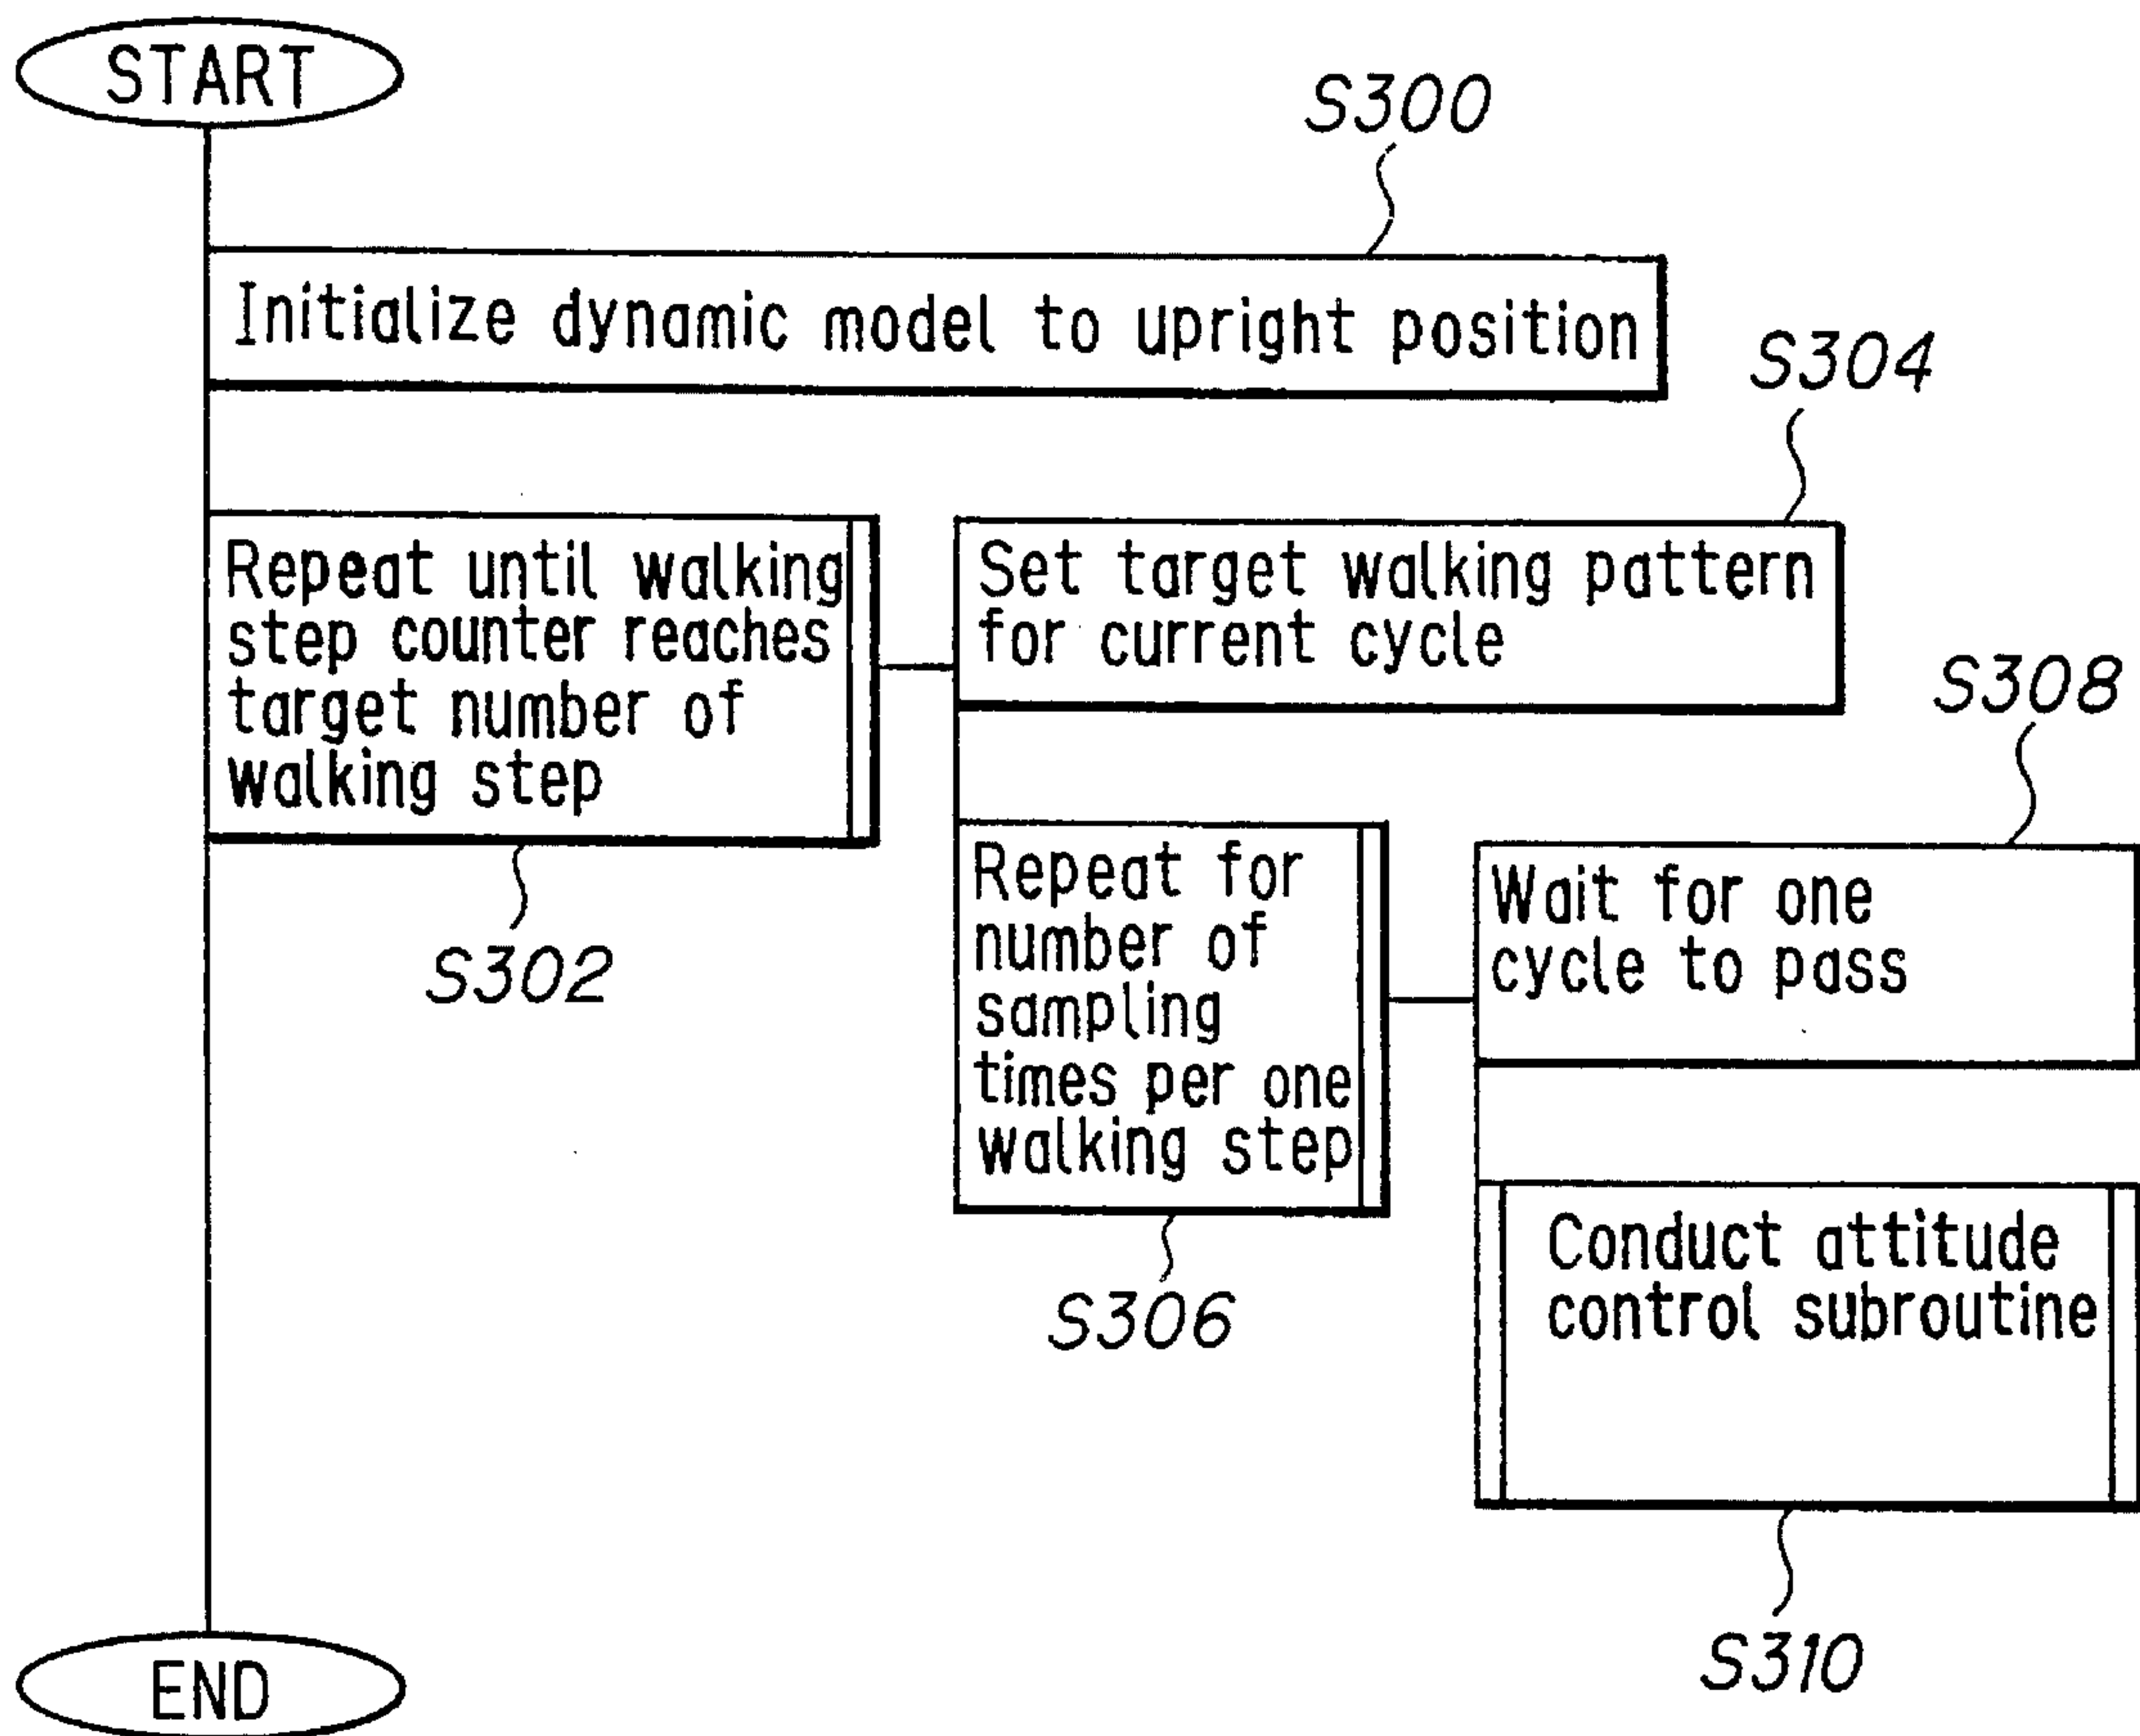 START
S300
Initialize dynamic model to upright position
S304
Repeat until walking
step counter reaches
target number of
walking step
S302
Set target walking pattern
for current cycle
S308
Repeat for
number of
sampling
times per one
walking step
S306
Wait for one
cycle to pass
Conduct attitude
control subroutine
S310
END